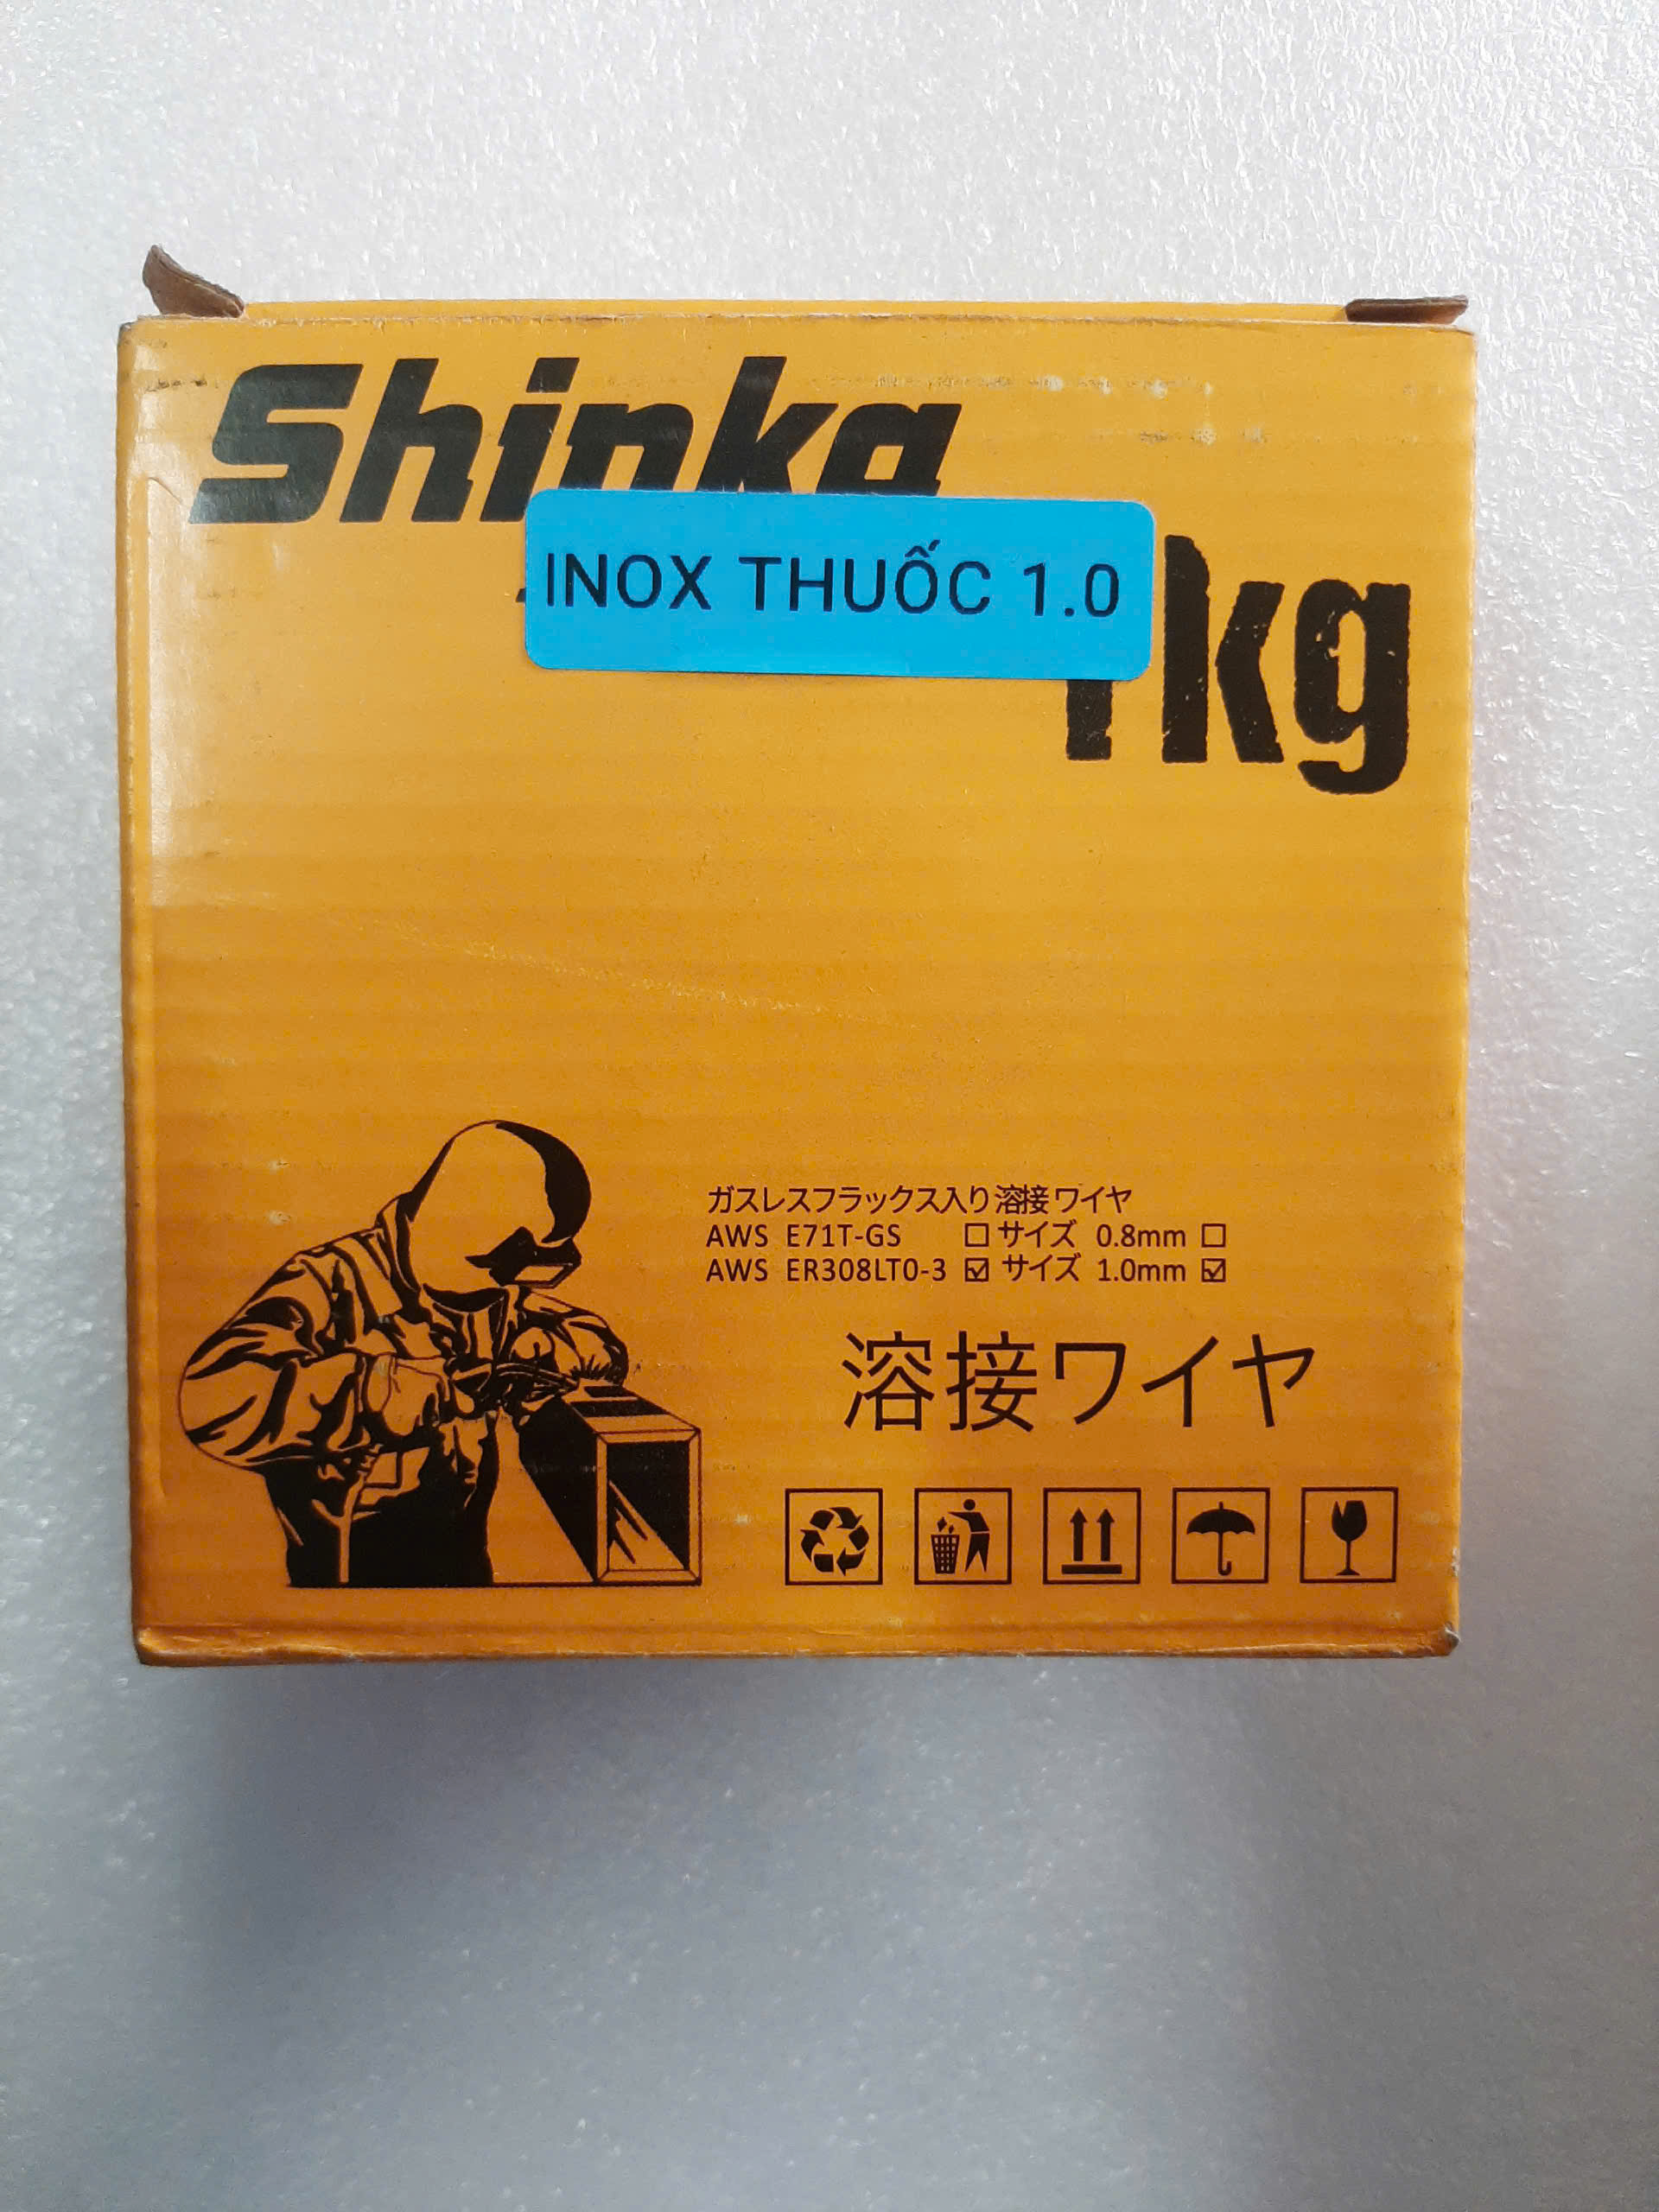 Shinka
INOX THUỐC 1.0
1kg
ガスレスフラックス入り溶接ワイヤ
AWS E71T-GS ☐ サイズ 0.8mm ☐
AWS ER308LT0-3 ☑ サイズ 1.0mm ☑
溶接ワイヤ